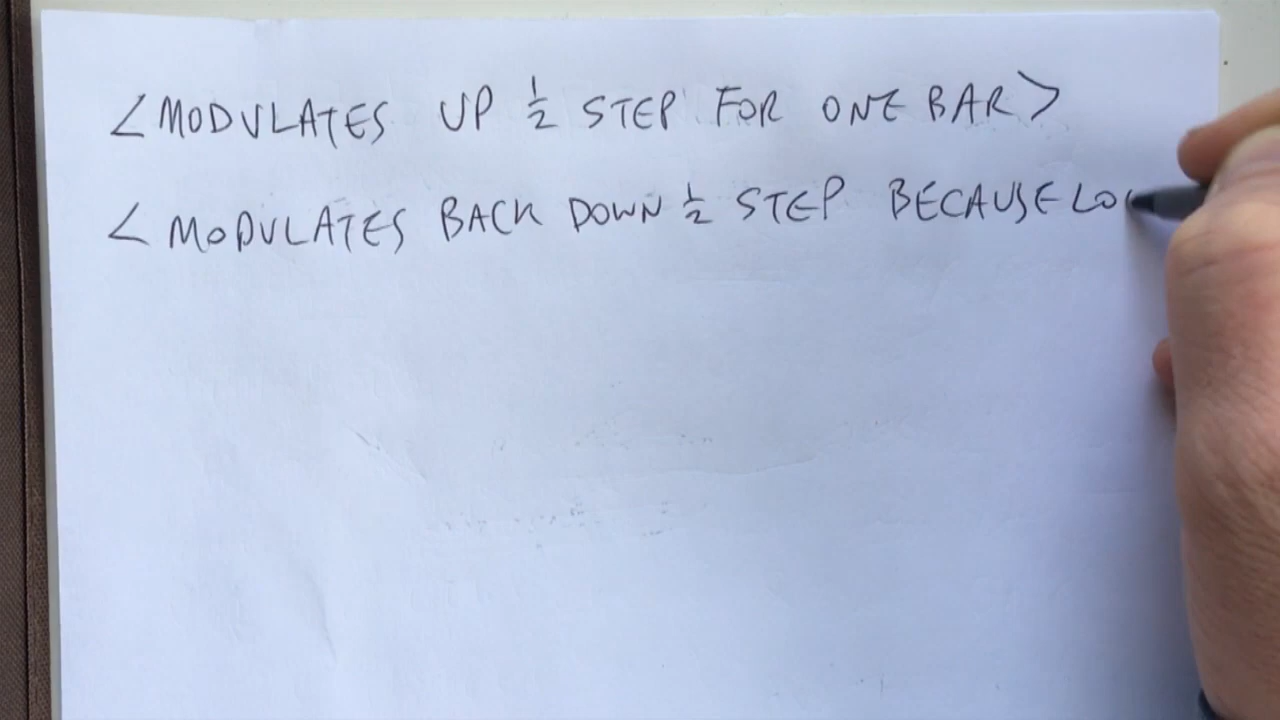 <MODULATES UP ½ STEP FOR ONE BAR>
<MODULATES BACK DOWN ½ STEP BECAUSE